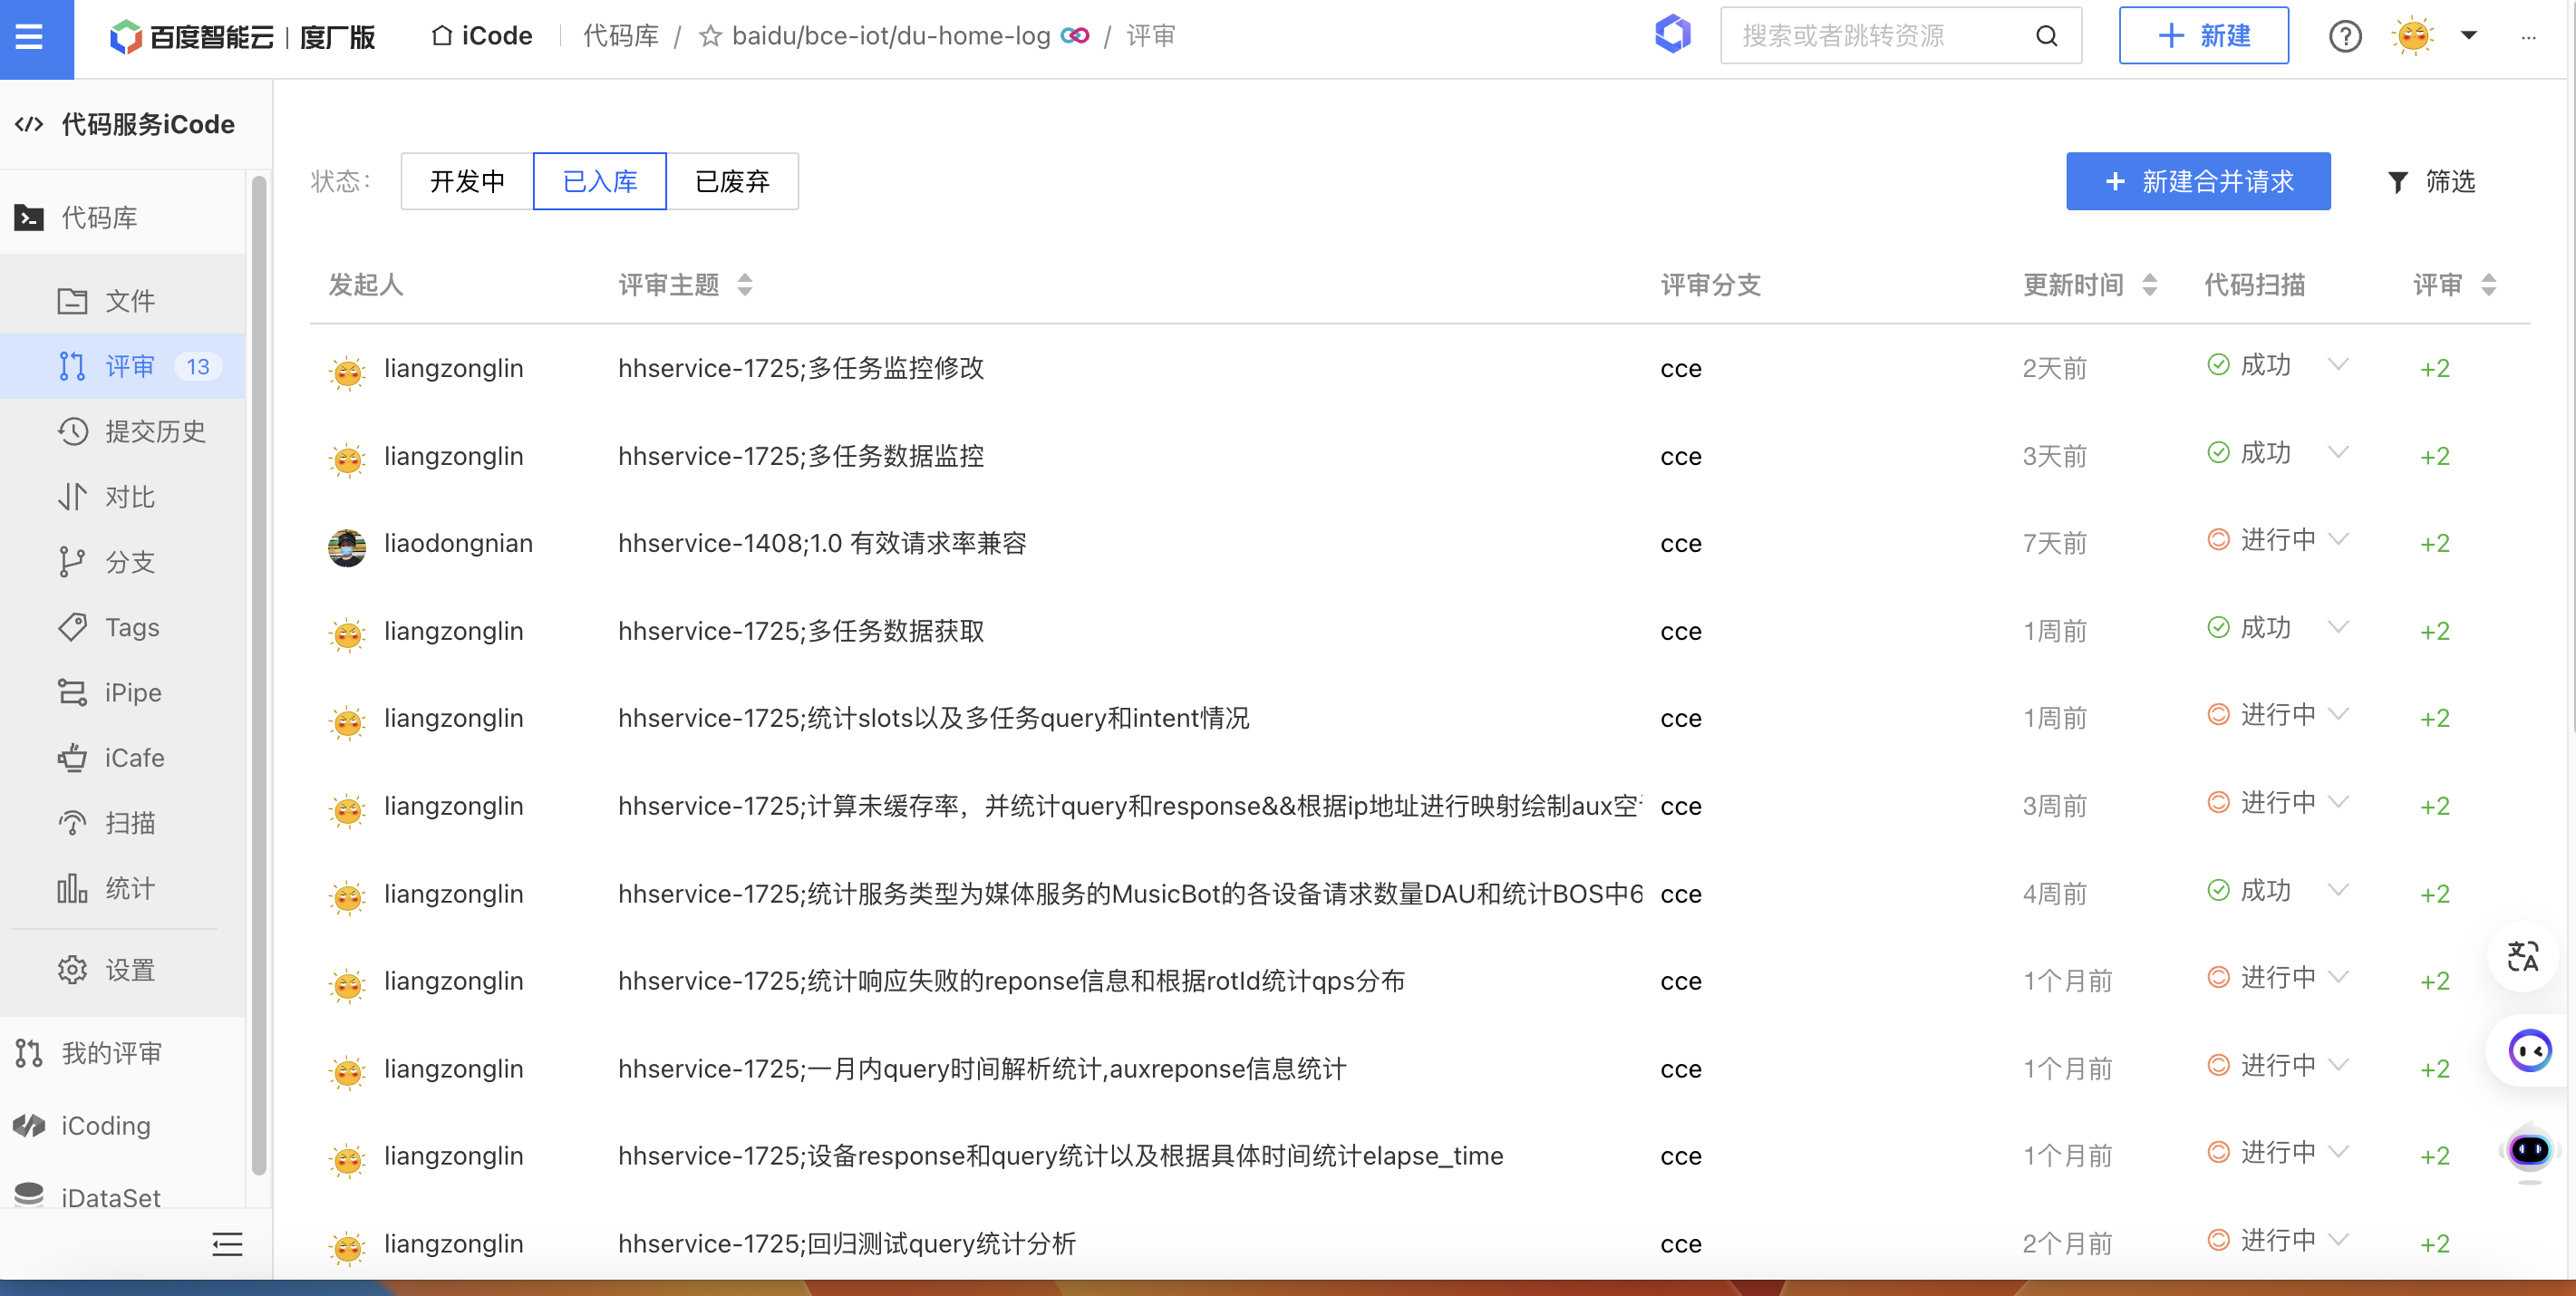 百度智能云 | 度厂版
iCode
代码库 / baidu/bce-iot/du-home-log / 评审
搜索或者跳转资源
+ 新建
...
代码服务iCode
代码库
文件
评审 13
提交历史
对比
分支
Tags
iPipe
iCafe
扫描
统计
设置
我的评审
iCoding
iDataSet
状态: 开发中 已入库 已废弃
+ 新建合并请求 筛选
发起人 评审主题 评审分支 更新时间 代码扫描 评审
liangzonglin hhservice-1725;多任务监控修改 cce 2天前 成功 +2
liangzonglin hhservice-1725;多任务数据监控 cce 3天前 成功 +2
liaodongnian hhservice-1408;1.0 有效请求率兼容 cce 7天前 进行中 +2
liangzonglin hhservice-1725;多任务数据获取 cce 1周前 成功 +2
liangzonglin hhservice-1725;统计slots以及多任务query和intent情况 cce 1周前 进行中 +2
liangzonglin hhservice-1725;计算未缓存率，并统计query和response&&根据ip地址进行映射绘制aux空 cce 3周前 进行中 +2
liangzonglin hhservice-1725;统计服务类型为媒体服务的MusicBot的各设备请求数量DAU和统计BOS中6 cce 4周前 成功 +2
liangzonglin hhservice-1725;统计响应失败的reponse信息和根据rotId统计qps分布 cce 1个月前 进行中 +2
liangzonglin hhservice-1725;一月内query时间解析统计,auxreponse信息统计 cce 1个月前 进行中 +2
liangzonglin hhservice-1725;设备response和query统计以及根据具体时间统计elapse_time cce 1个月前 进行中 +2
liangzonglin hhservice-1725;回归测试query统计分析 cce 2个月前 进行中 +2